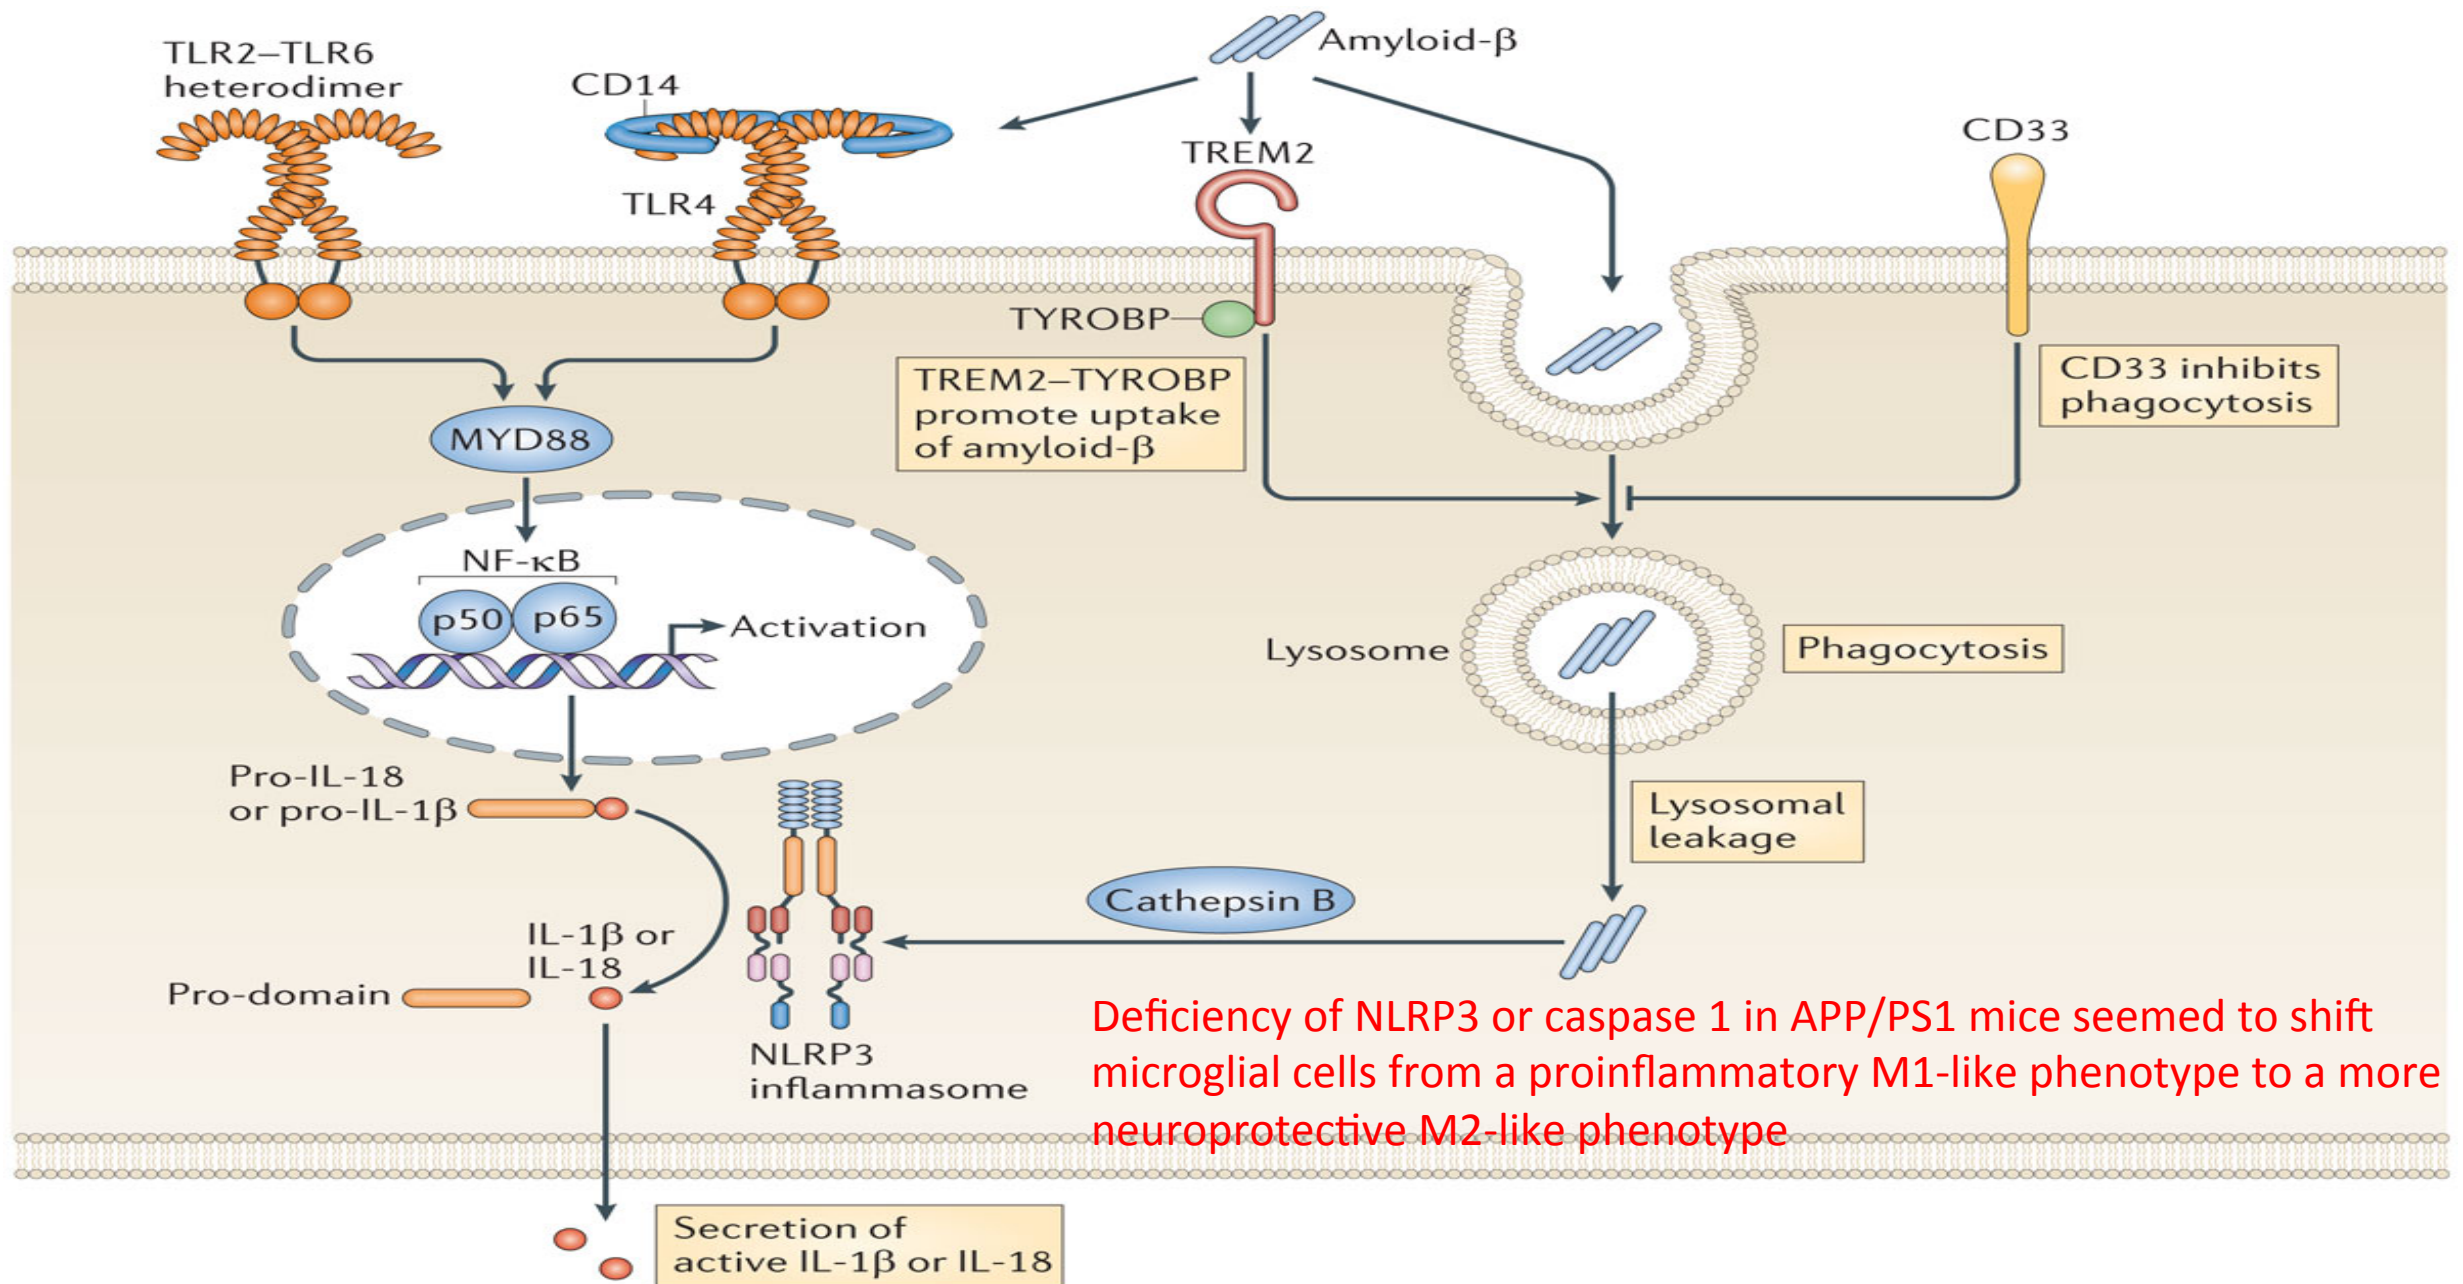 TLR2–TLR6
heterodimer
CD14
TLR4
Amyloid-β
TREM2
CD33
TYROBP
TREM2–TYROBP
promote uptake
of amyloid-β
CD33 inhibits
phagocytosis
MYD88
NF-κB
p50
p65
Activation
Lysosome
Phagocytosis
Pro-IL-18
or pro-IL-1β
Lysosomal
leakage
Cathepsin B
IL-1β or
IL-18
Pro-domain
NLRP3
inflammasome
Deficiency of NLRP3 or caspase 1 in APP/PS1 mice seemed to shift
microglial cells from a proinflammatory M1-like phenotype to a more
neuroprotective M2-like phenotype
Secretion of
active IL-1β or IL-18